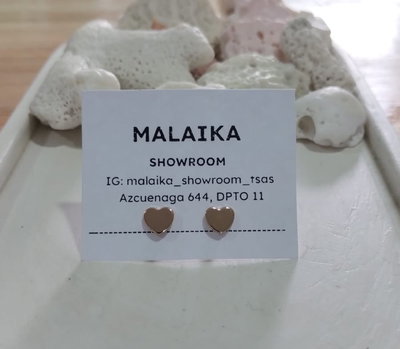 MALAIKA
SHOWROOM
IG: malaika_showroom_tsas
Azcuenaga 644, DPTO 11